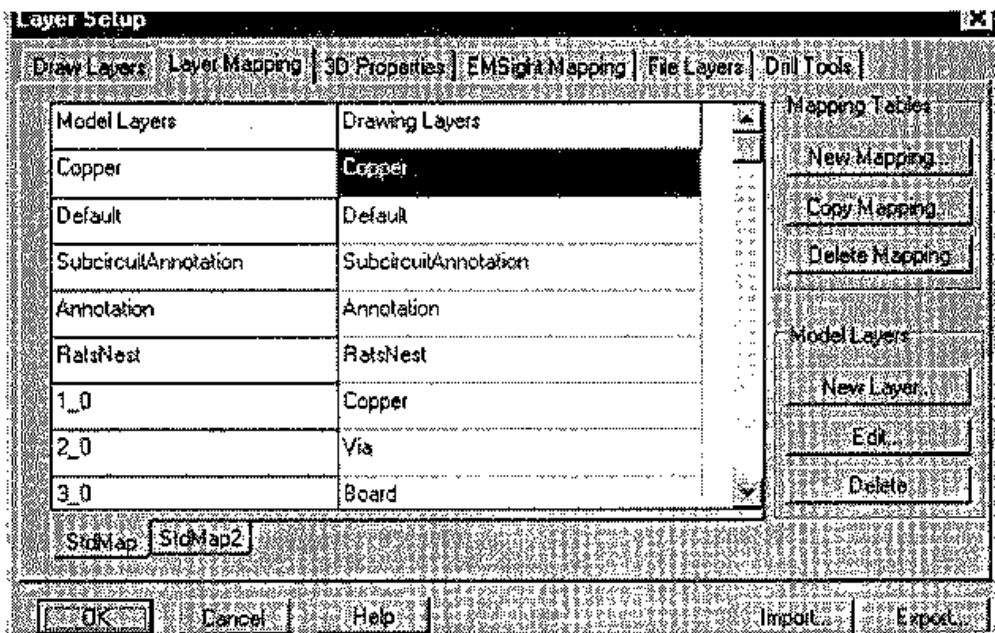 Layer Setup
Draw Layers Layer Mapping 3D Properties EMSight Mapping File Layers Drill Tools
Model Layers Drawing Layers
Copper Copper
Default Default
SubcircuitAnnotation SubcircuitAnnotation
Annotation Annotation
RatsNest RatsNest
1_0 Copper
2_0 Via
3_0 Board
StdMap StdMap2
Mapping Tables
New Mapping...
Copy Mapping...
Delete Mapping
Model Layers
New Layer...
Edit...
Delete
OK Cancel Help Import... Export...